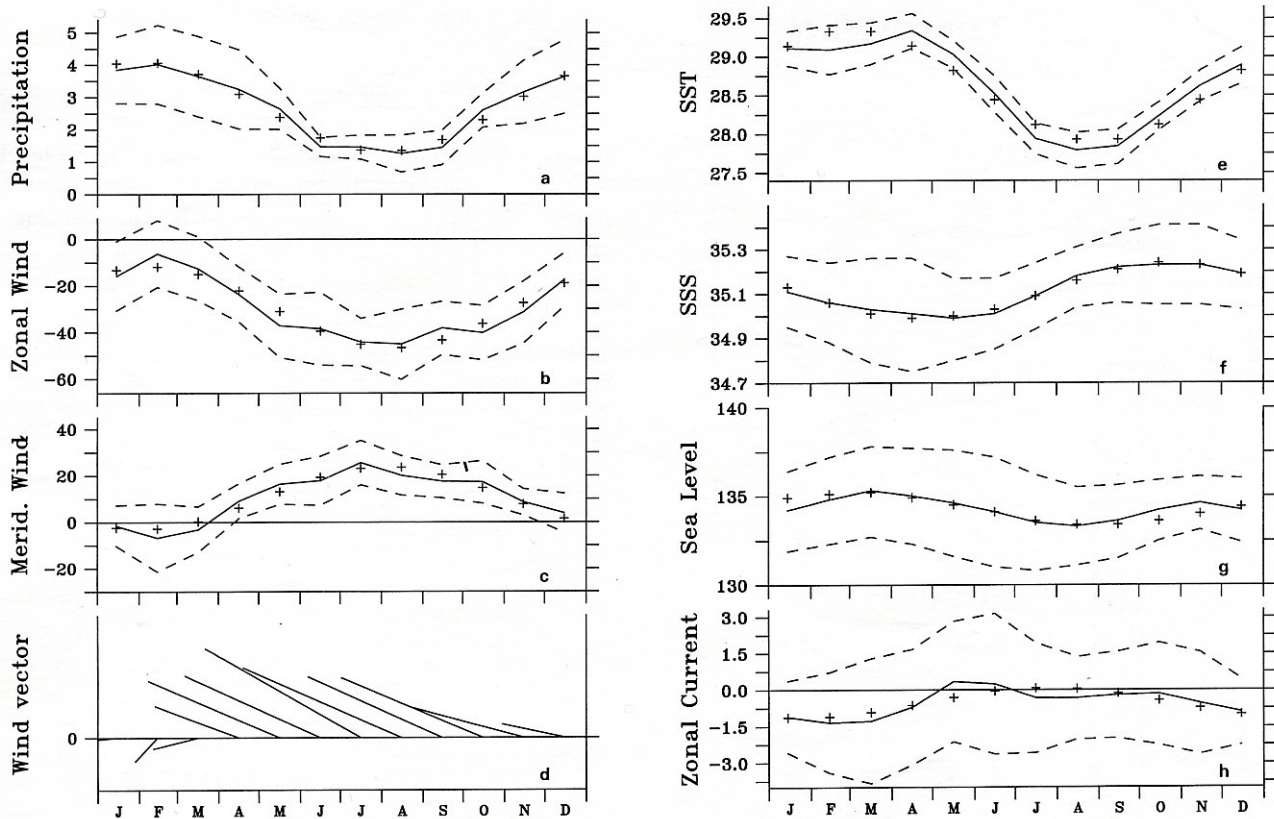 Precipitation
5
4
3
2
1
0
a
Zonal Wind
0
-20
-40
-60
b
Merid. Wind
40
20
0
-20
c
Wind vector
0
d
J F M A M J J A S O N D
SST
29.5
29.0
28.5
28.0
27.5
e
SSS
35.5
35.3
35.1
34.9
34.7
f
Sea Level
140
135
130
g
Zonal Current
3.0
1.5
0.0
-1.5
-3.0
h
J F M A M J J A S O N D